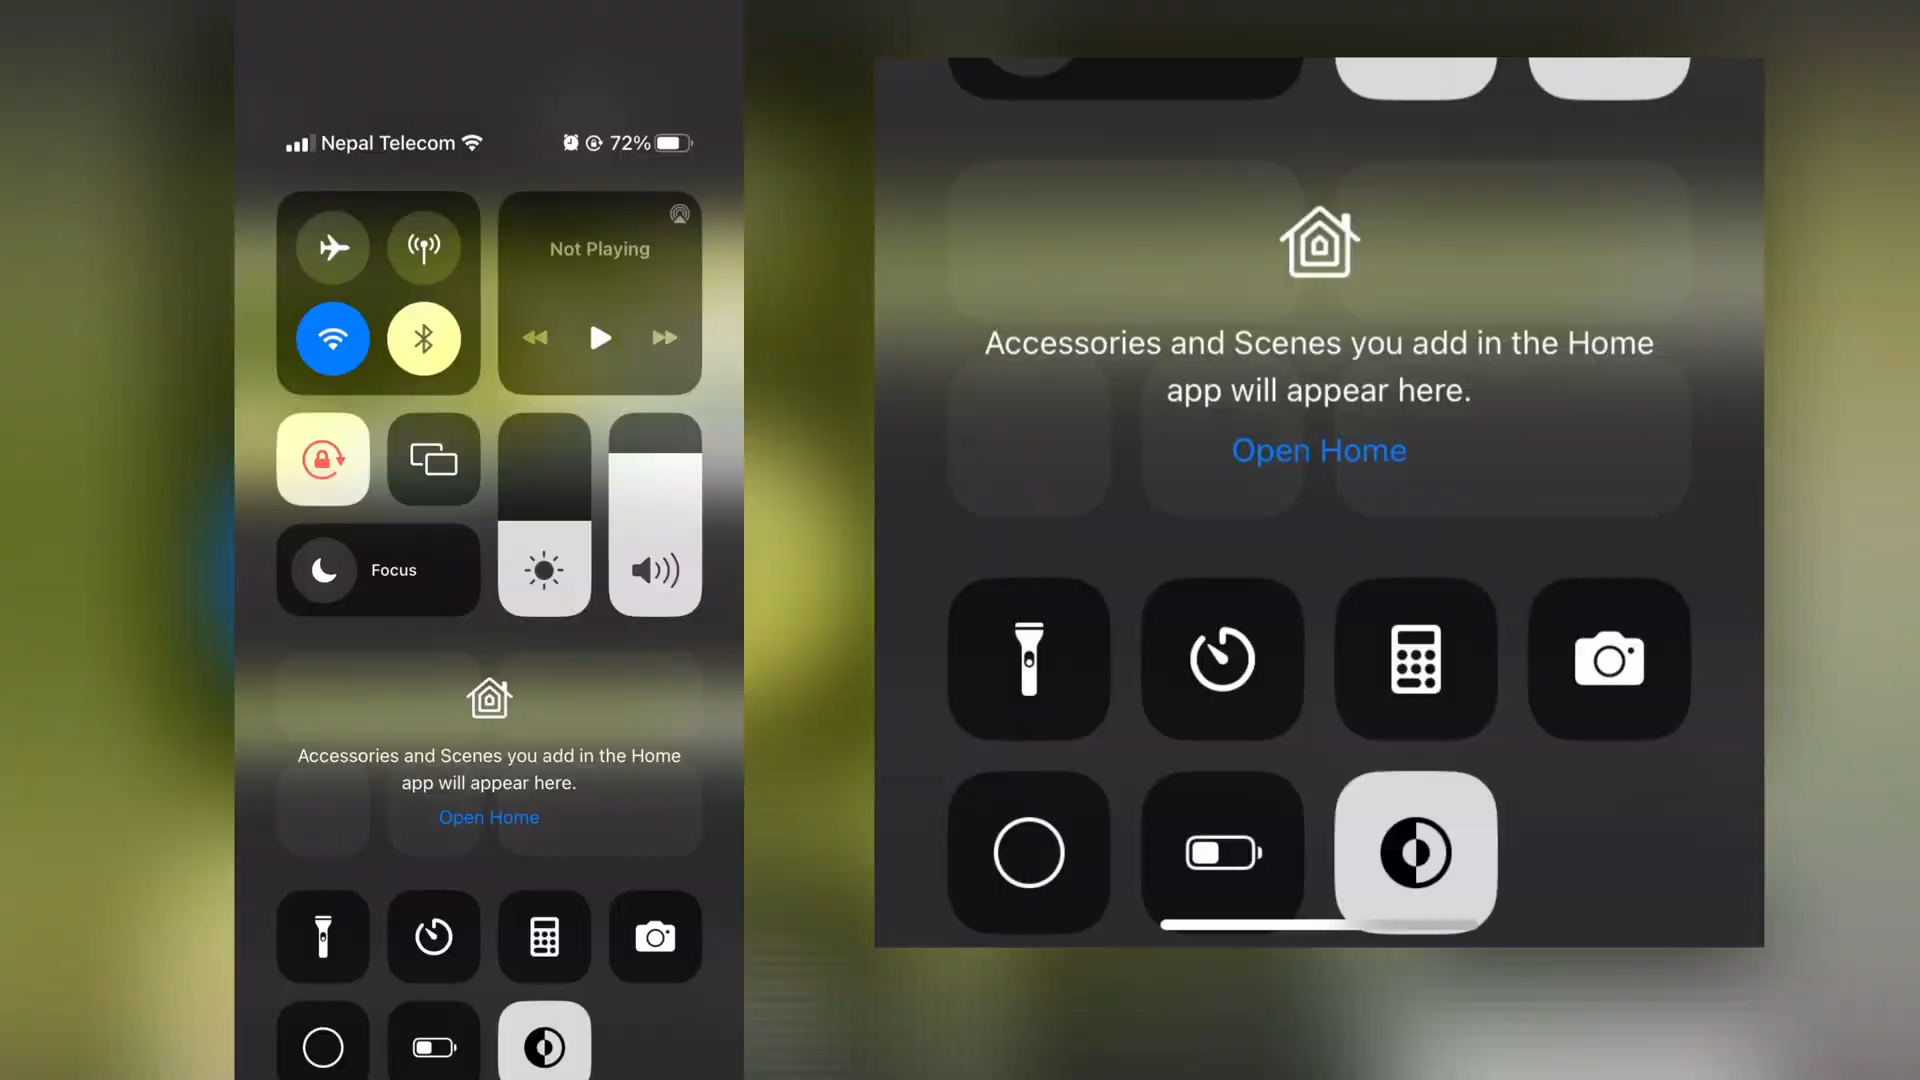 Nepal Telecom
72%
Not Playing
Focus
Accessories and Scenes you add in the Home
app will appear here.
Open Home
Accessories and Scenes you add in the Home
app will appear here.
Open Home